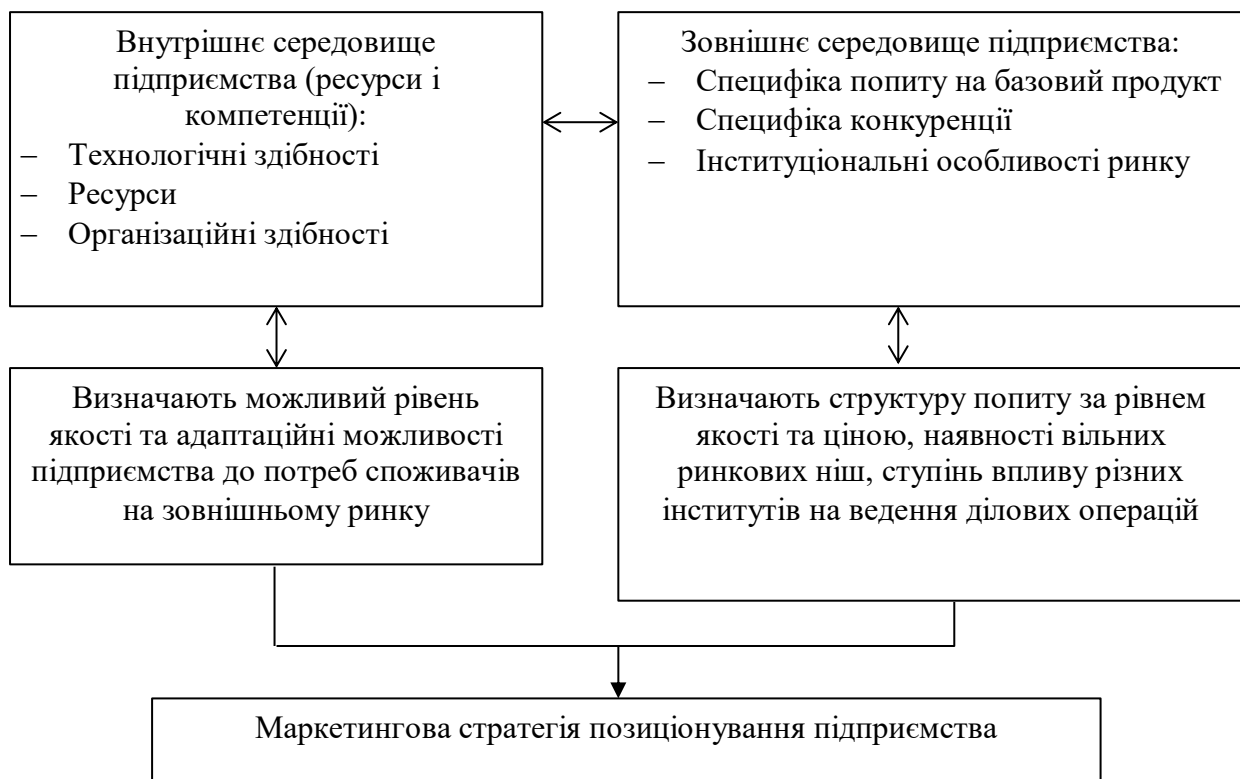 Внутрішнє середовище
підприємства (ресурси і
компетенції):
– Технологічні здібності
– Ресурси
– Організаційні здібності
Зовнішнє середовище підприємства:
– Специфіка попиту на базовий продукт
– Специфіка конкуренції
– Інституціональні особливості ринку
Визначають можливий рівень
якості та адаптаційні можливості
підприємства до потреб споживачів
на зовнішньому ринку
Визначають структуру попиту за рівнем
якості та ціною, наявності вільних
ринкових ніш, ступінь впливу різних
інститутів на ведення ділових операцій
Маркетингова стратегія позиціонування підприємства